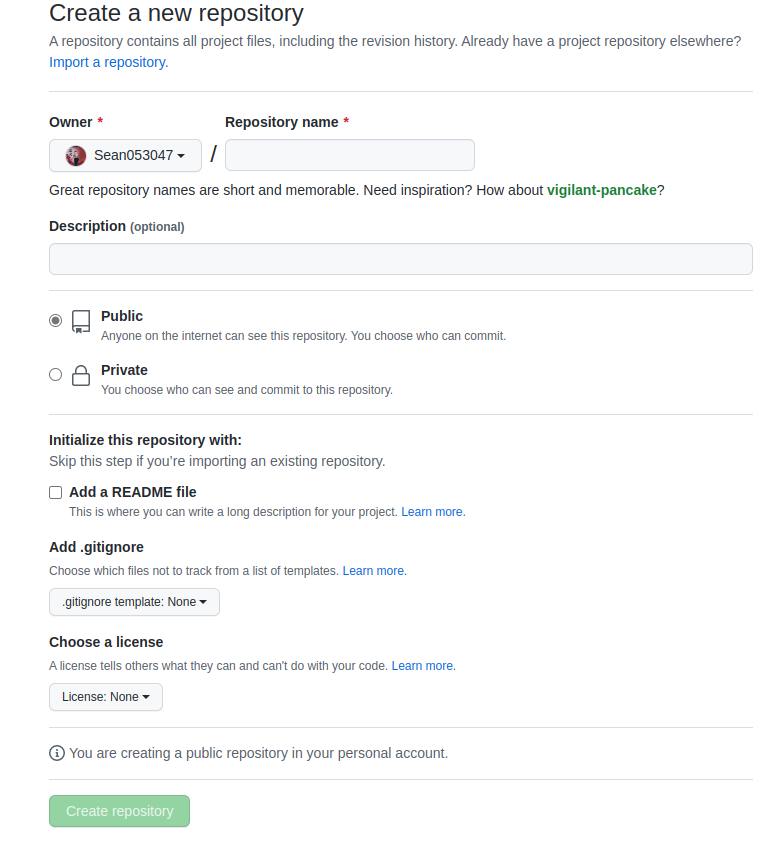 Create a new repository
A repository contains all project files, including the revision history. Already have a project repository elsewhere?
Import a repository.
Owner * Repository name *
Sean053047 /
Great repository names are short and memorable. Need inspiration? How about vigilant-pancake?
Description (optional)
Public
Anyone on the internet can see this repository. You choose who can commit.
Private
You choose who can see and commit to this repository.
Initialize this repository with:
Skip this step if you’re importing an existing repository.
Add a README file
This is where you can write a long description for your project. Learn more.
Add .gitignore
Choose which files not to track from a list of templates. Learn more.
.gitignore template: None
Choose a license
A license tells others what they can and can't do with your code. Learn more.
License: None
You are creating a public repository in your personal account.
Create repository